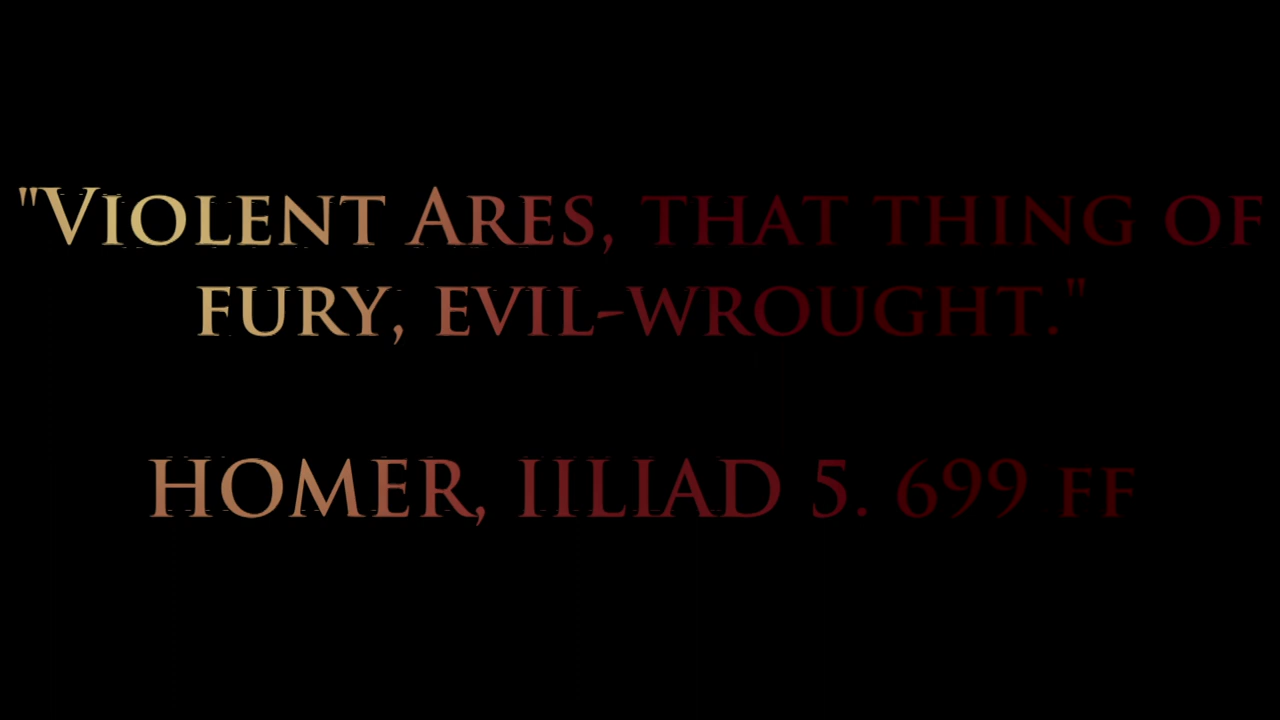 "Violent Ares, that thing of
fury, evil-wrought."
HOMER, IILIAD 5. 699 ff